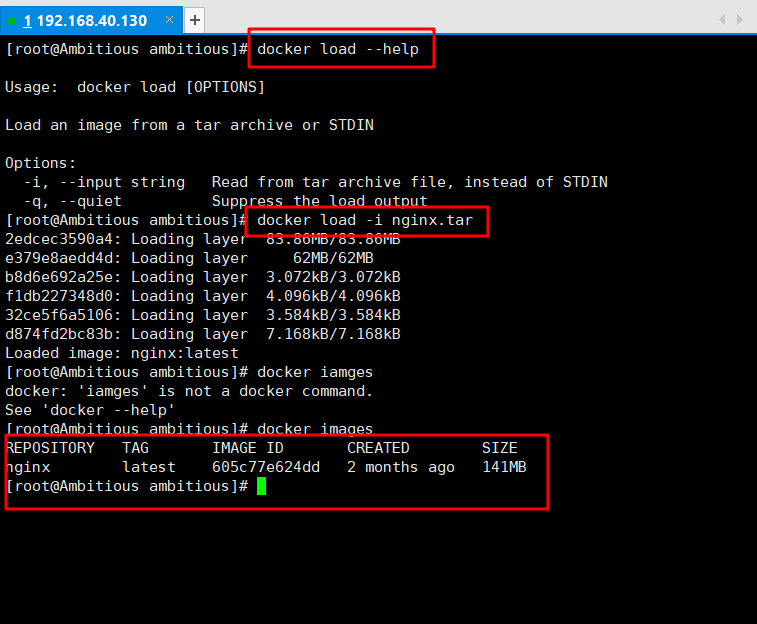 1 192.168.40.130 × +
[root@Ambitious ambitious]# docker load --help
Usage:  docker load [OPTIONS]
Load an image from a tar archive or STDIN
Options:
  -i, --input string   Read from tar archive file, instead of STDIN
  -q, --quiet          Suppress the load output
[root@Ambitious ambitious]# docker load -i nginx.tar
2edcec3590a4: Loading layer  83.86MB/83.86MB
e379e8aedd4d: Loading layer     62MB/62MB
b8d6e692a25e: Loading layer  3.072kB/3.072kB
f1db227348d0: Loading layer  4.096kB/4.096kB
32ce5f6a5106: Loading layer  3.584kB/3.584kB
d874fd2bc83b: Loading layer  7.168kB/7.168kB
Loaded image: nginx:latest
[root@Ambitious ambitious]# docker iamges
docker: 'iamges' is not a docker command.
See 'docker --help'
[root@Ambitious ambitious]# docker images
REPOSITORY   TAG       IMAGE ID       CREATED        SIZE
nginx        latest    605c77e624dd   2 months ago   141MB
[root@Ambitious ambitious]#